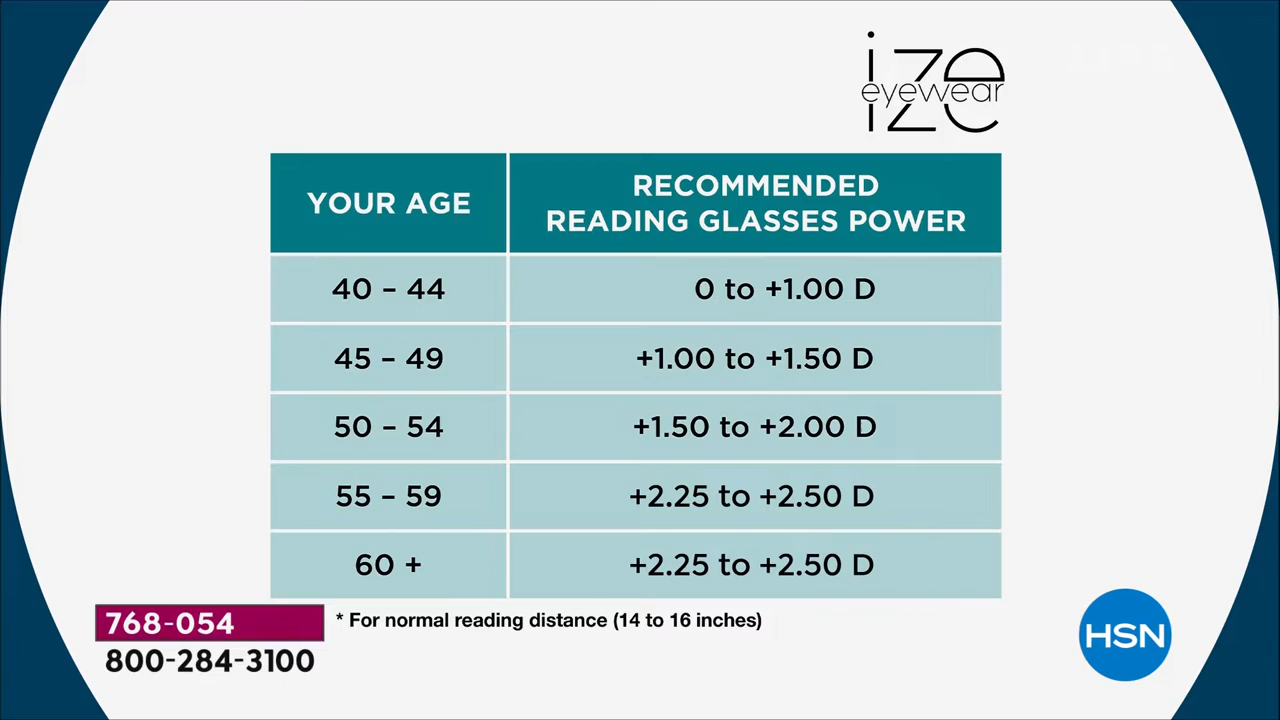 ize
eyewear
YOUR AGE
RECOMMENDED
READING GLASSES POWER
40 – 44
0 to +1.00 D
45 – 49
+1.00 to +1.50 D
50 – 54
+1.50 to +2.00 D
55 – 59
+2.25 to +2.50 D
60 +
+2.25 to +2.50 D
* For normal reading distance (14 to 16 inches)
768-054
800-284-3100
HSN